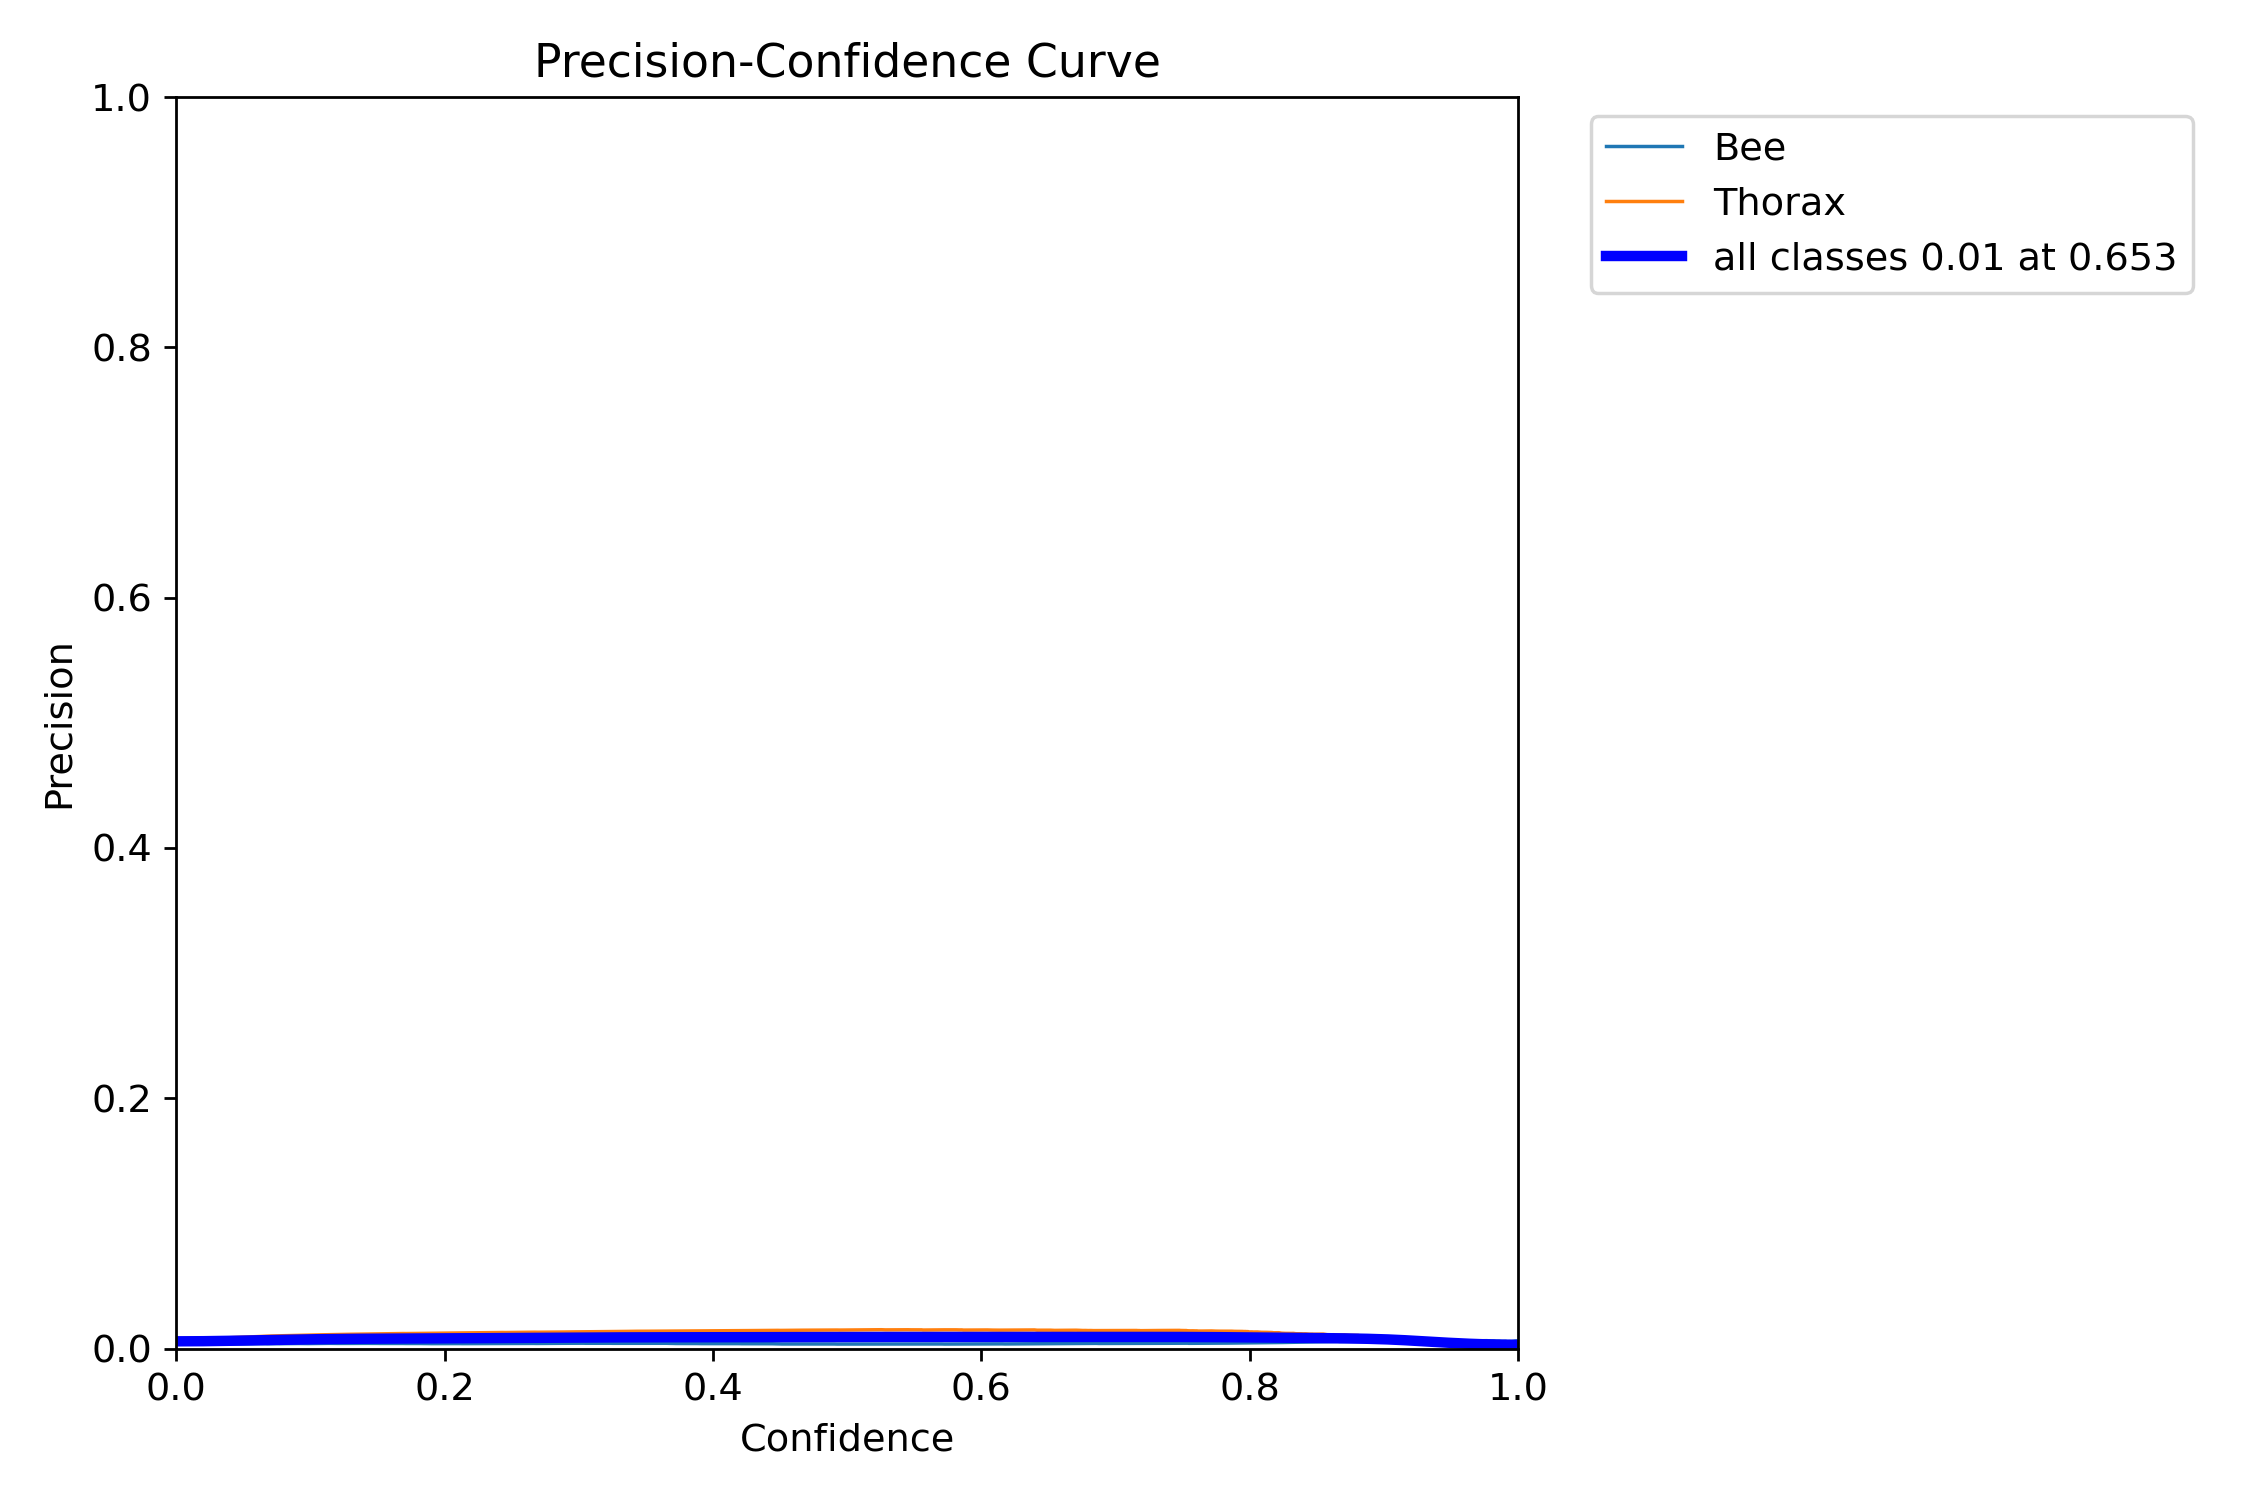 Precision-Confidence Curve
1.0
0.8
0.6
0.4
0.2
0.0
Precision
0.0 0.2 0.4 0.6 0.8 1.0
Confidence
Bee
Thorax
all classes 0.01 at 0.653